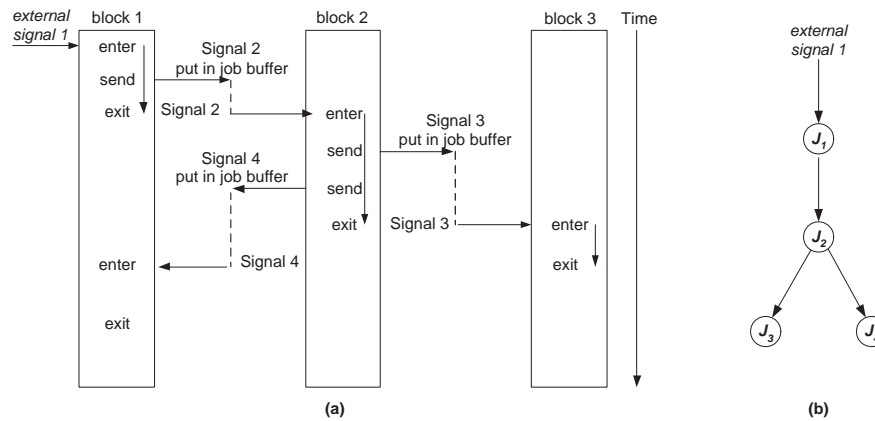 external
signal 1
block 1
block 2
block 3
Time
enter
send
exit
Signal 2
put in job buffer
Signal 2
enter
send
send
exit
Signal 3
put in job buffer
Signal 4
put in job buffer
Signal 3
enter
exit
Signal 4
enter
exit
(a)
external
signal 1
J1
J2
J3
J
(b)